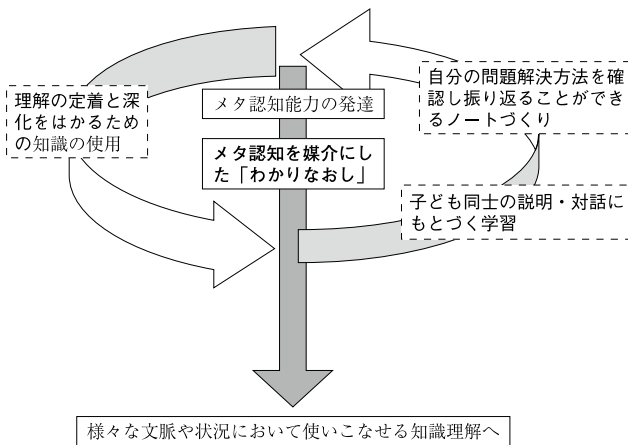 理解の定着と深
化をはかるため
の知識の使用
メタ認知能力の発達
メタ認知を媒介にし
た「わかりなおし」
自分の問題解決方法を確
認し振り返ることができ
るノートづくり
子ども同士の説明・対話に
もとづく学習
様々な文脈や状況において使いこなせる知識理解へ